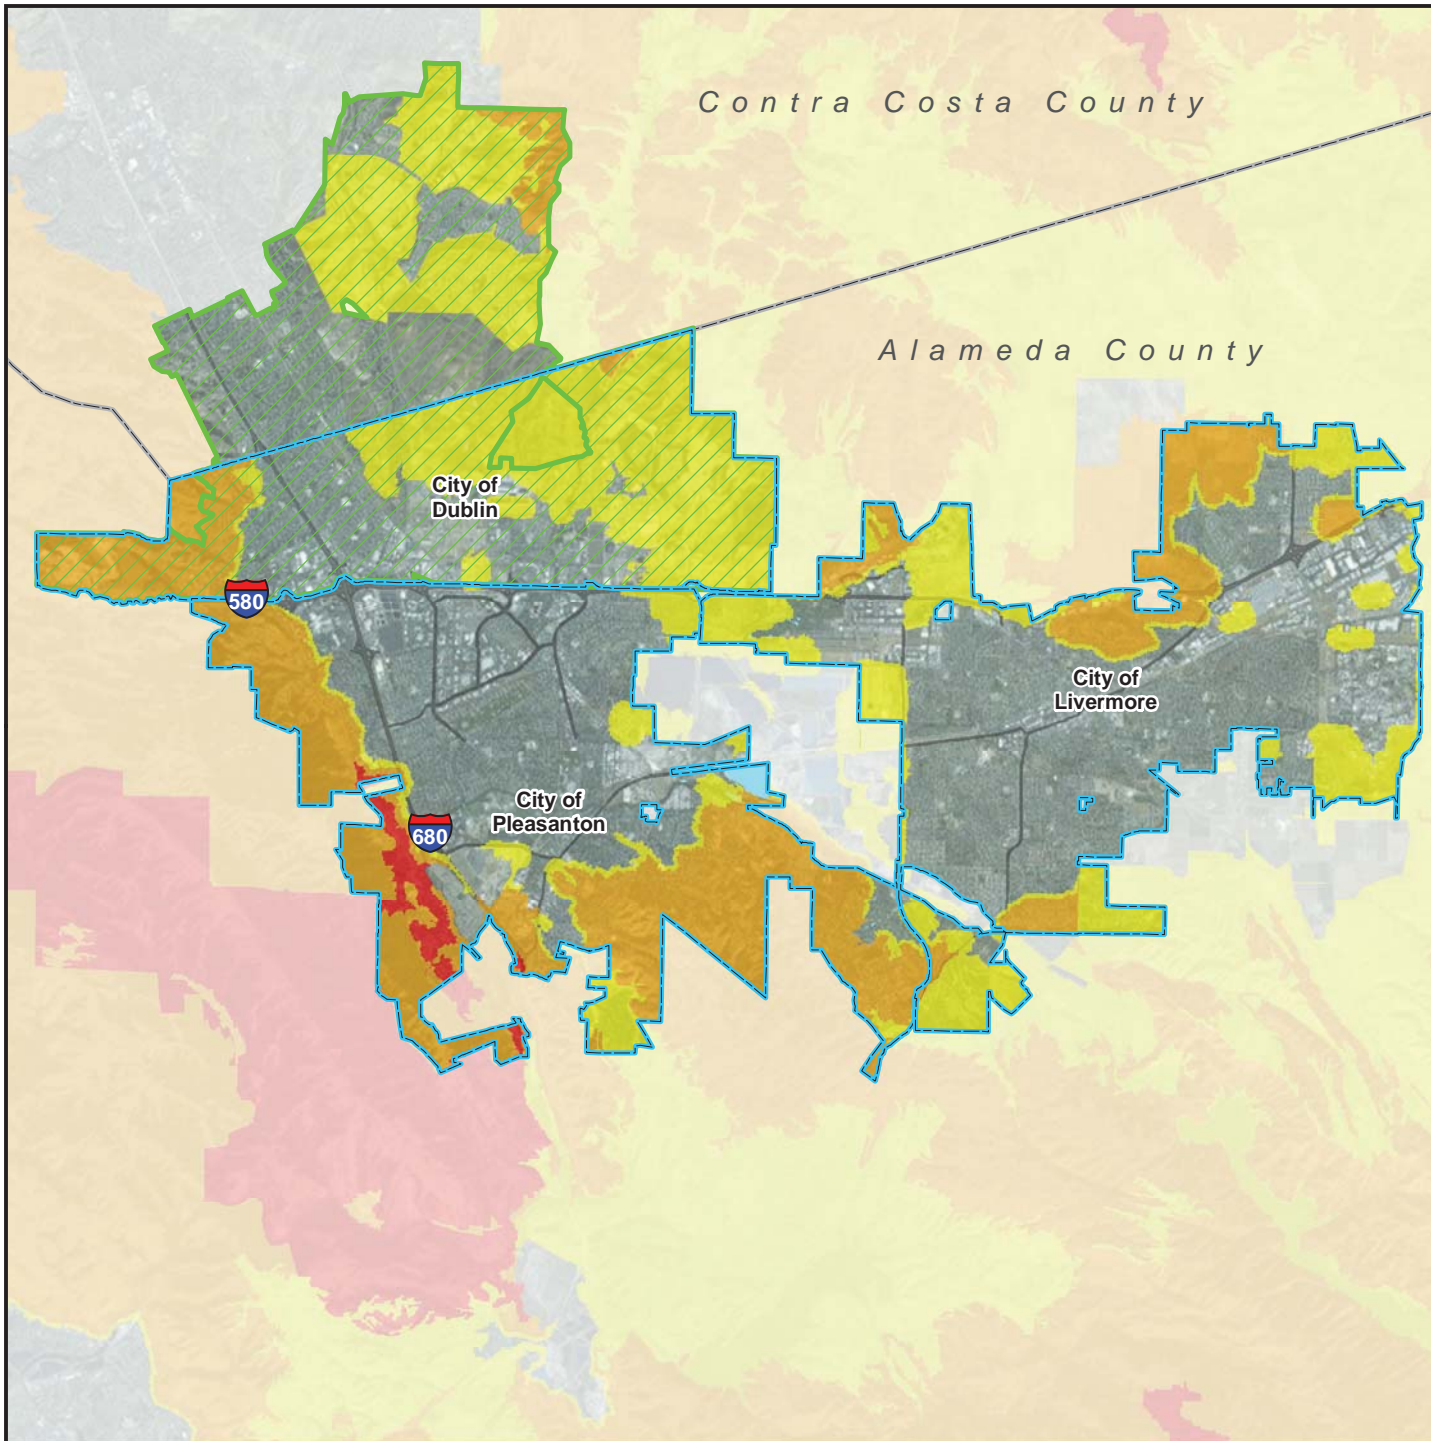 Contra Costa County
Alameda County
City of
Dublin
580
City of
Livermore
City of
Pleasanton
680